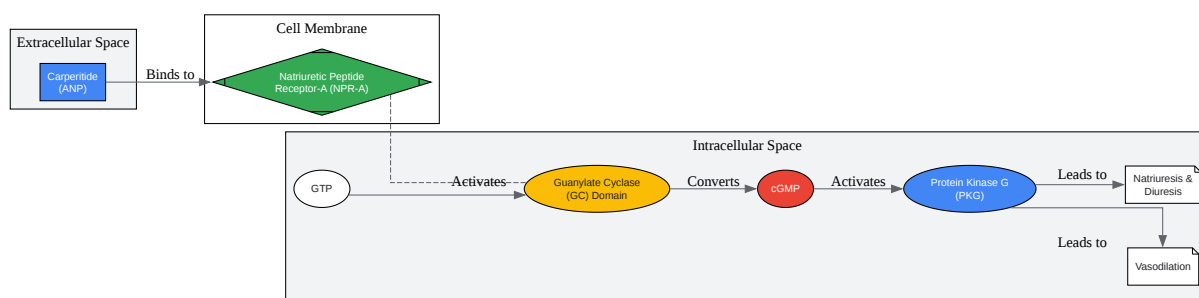 Extracellular Space
Carperitide
(ANP)
Binds to
Cell Membrane
Natriuretic Peptide
Receptor-A (NPR-A)
Intracellular Space
GTP
Activates
Guanylate Cyclase
(GC) Domain
Converts
cGMP
Activates
Protein Kinase G
(PKG)
Leads to
Natriuresis &
Diuresis
Leads to
Vasodilation